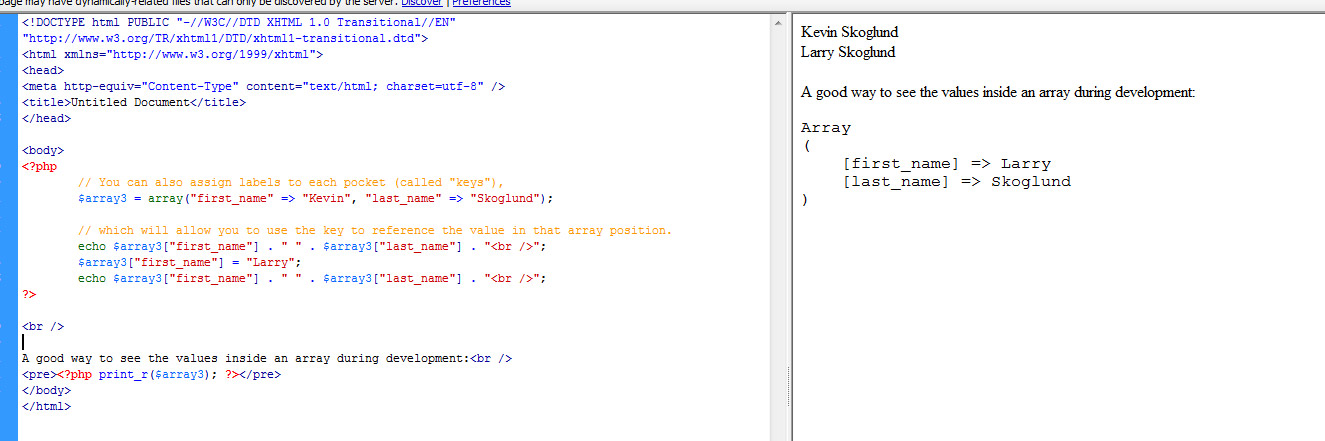 page may have dynamically-related files that can only be discovered by the server. Discover | Preferences
<!DOCTYPE html PUBLIC "-//W3C//DTD XHTML 1.0 Transitional//EN"
"http://www.w3.org/TR/xhtml1/DTD/xhtml1-transitional.dtd">
<html xmlns="http://www.w3.org/1999/xhtml">
<head>
<meta http-equiv="Content-Type" content="text/html; charset=utf-8" />
<title>Untitled Document</title>
</head>
<body>
<?php
// You can also assign labels to each pocket (called "keys"),
$array3 = array("first_name" => "Kevin", "last_name" => "Skoglund");
// which will allow you to use the key to reference the value in that array position.
echo $array3["first_name"] . " " . $array3["last_name"] . "<br />";
$array3["first_name"] = "Larry";
echo $array3["first_name"] . " " . $array3["last_name"] . "<br />";
?>
<br />
A good way to see the values inside an array during development:<br />
<pre><?php print_r($array3); ?></pre>
</body>
</html>
Kevin Skoglund
Larry Skoglund
A good way to see the values inside an array during development:
Array
(
[first_name] => Larry
[last_name] => Skoglund
)